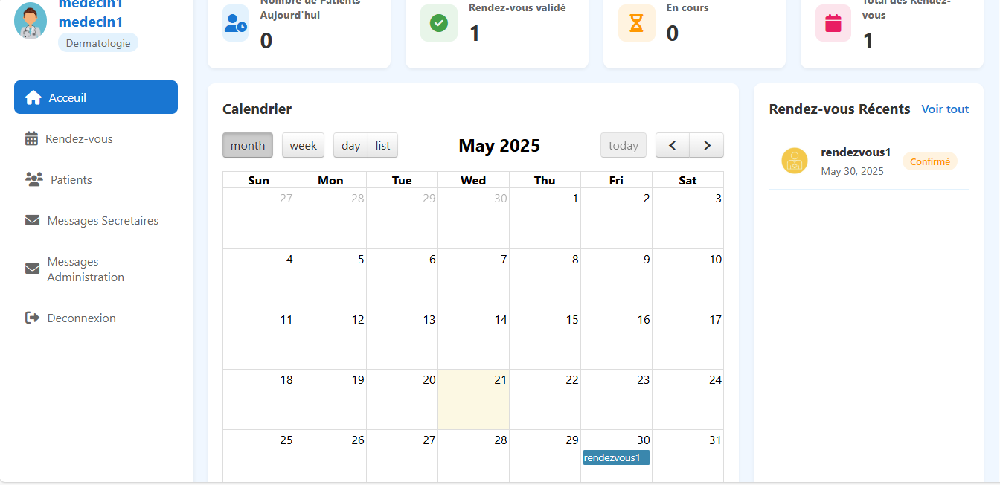 medecin1
medecin1
Dermatologie
Acceuil
Rendez-vous
Patients
Messages Secretaires
Messages
Administration
Deconnexion
Nombre de Patients
Aujourd'hui
0
Rendez-vous validé
1
En cours
0
Total des Rendez-
vous
1
Calendrier
month week day list May 2025 today
Sun Mon Tue Wed Thu Fri Sat
27 28 29 30 1 2 3
4 5 6 7 8 9 10
11 12 13 14 15 16 17
18 19 20 21 22 23 24
25 26 27 28 29 30 31
rendezvous1
Rendez-vous Récents Voir tout
rendezvous1
May 30, 2025
Confirmé